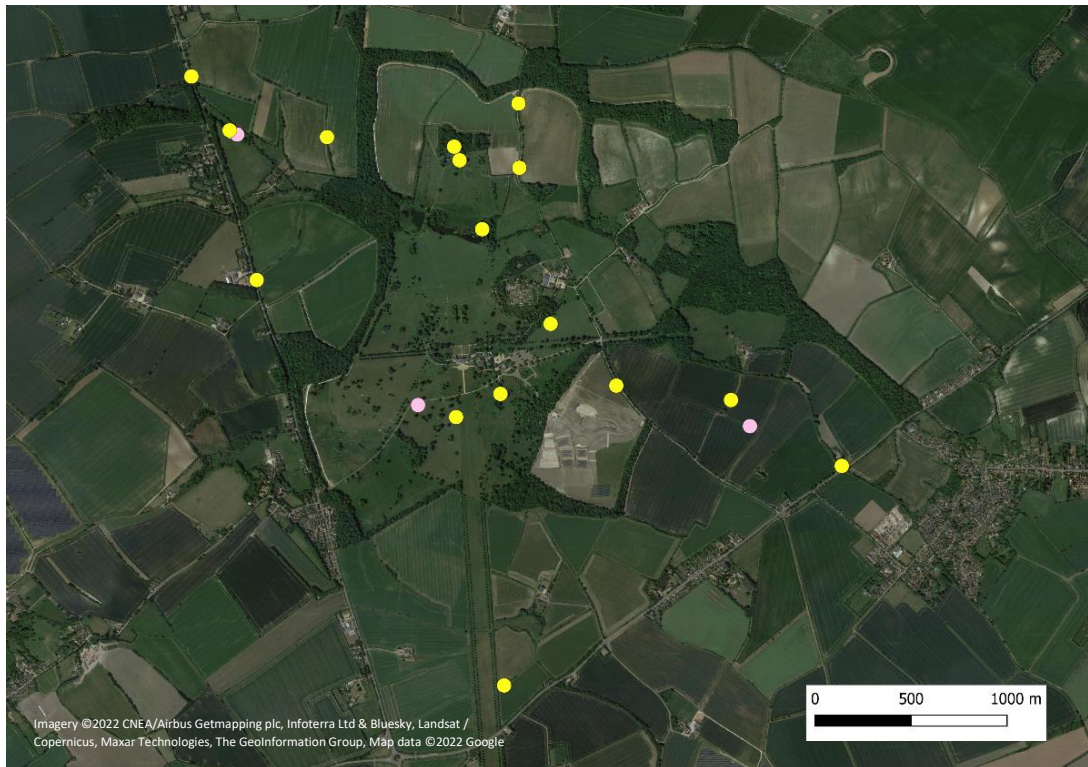 0 500 1000 m
Imagery ©2022 CNEA/Airbus Getmapping plc, Infoterra Ltd & Bluesky, Landsat /
Copernicus, Maxar Technologies, The GeoInformation Group, Map data ©2022 Google